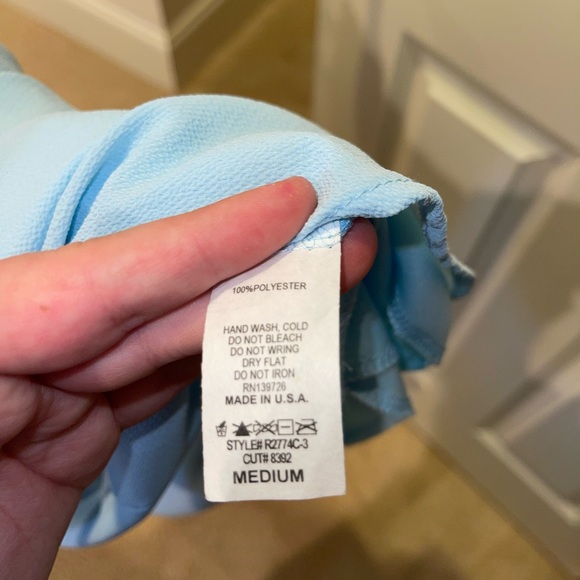 100%POLYESTER
HAND WASH, COLD
DO NOT BLEACH
DO NOT WRING
DRY FLAT
DO NOT IRON
RN139726
MADE IN U.S.A.
STYLE# R2774C-3
CUT# 8392
MEDIUM